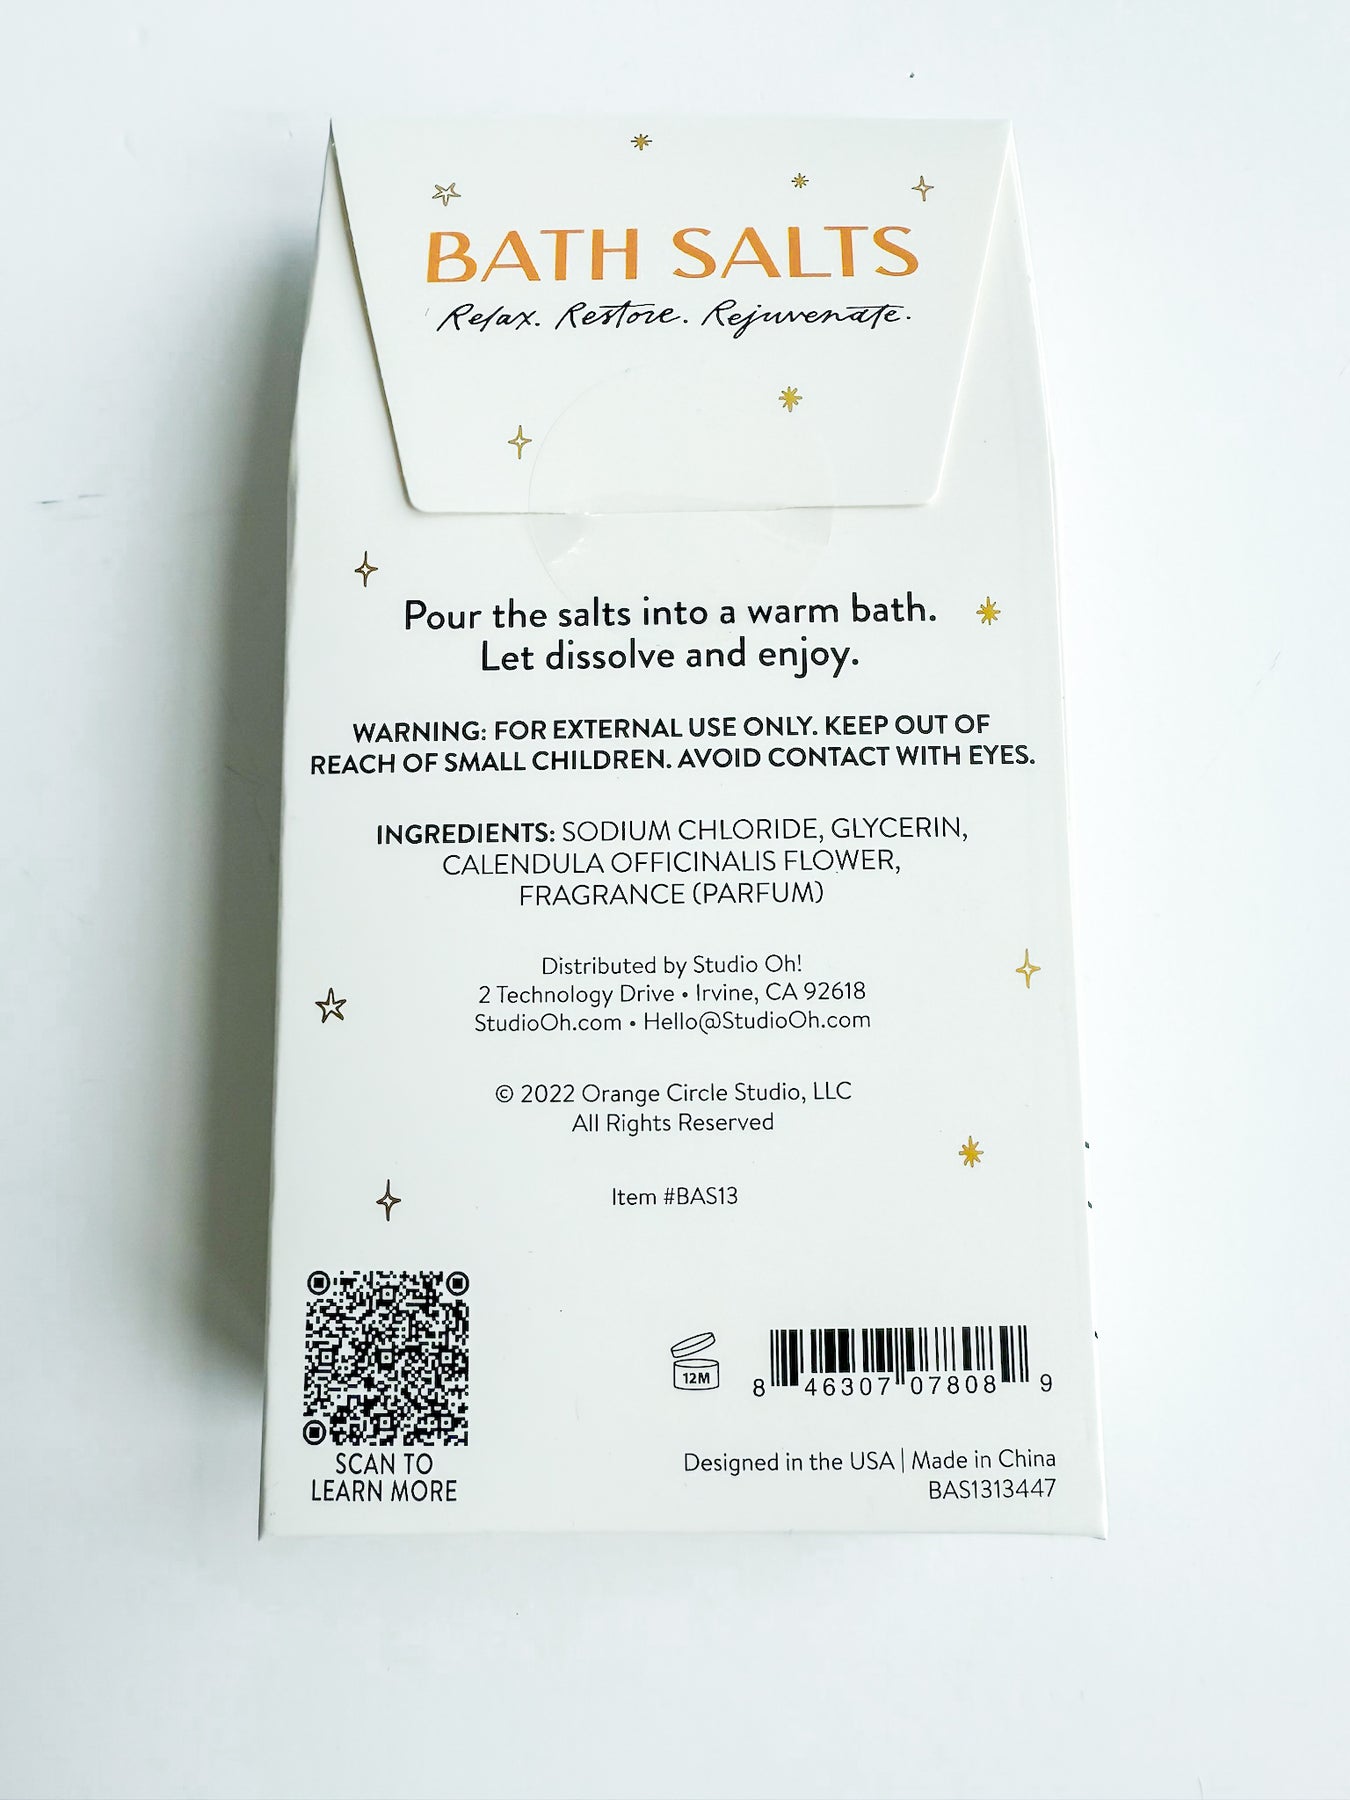 BATH SALTS
Relax. Restore. Rejuvenate.
Pour the salts into a warm bath.
Let dissolve and enjoy.
WARNING: FOR EXTERNAL USE ONLY. KEEP OUT OF
REACH OF SMALL CHILDREN. AVOID CONTACT WITH EYES.
INGREDIENTS: SODIUM CHLORIDE, GLYCERIN,
CALENDULA OFFICINALIS FLOWER,
FRAGRANCE (PARFUM)
Distributed by Studio Oh!
2 Technology Drive • Irvine, CA 92618
StudioOh.com • Hello@StudioOh.com
© 2022 Orange Circle Studio, LLC
All Rights Reserved
Item #BAS13
SCAN TO
LEARN MORE
12M
8 46307 07808 9
Designed in the USA | Made in China
BAS1313447